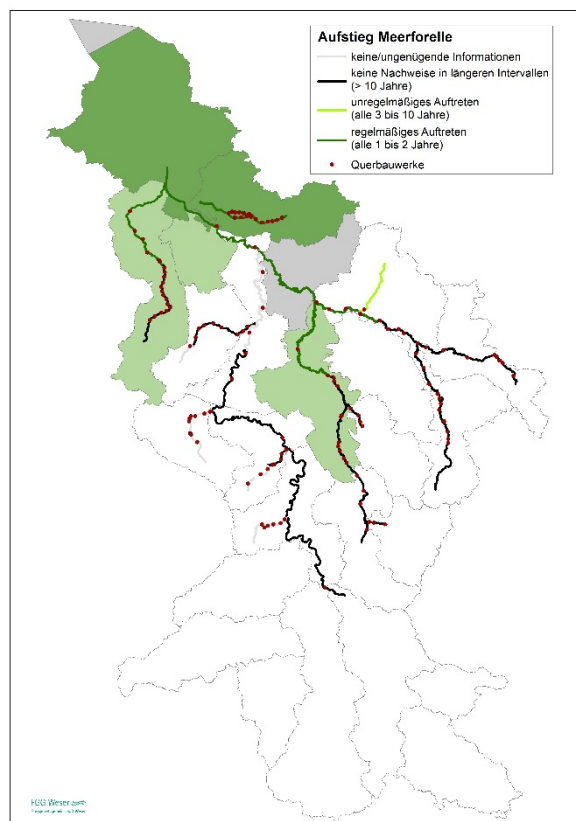 Aufstieg Meerforelle
keine/ungenügende Informationen
keine Nachweise in längeren Intervallen
(> 10 Jahre)
unregelmäßiges Auftreten
(alle 3 bis 10 Jahre)
regelmäßiges Auftreten
(alle 1 bis 2 Jahre)
Querbauwerke
FGG Weser